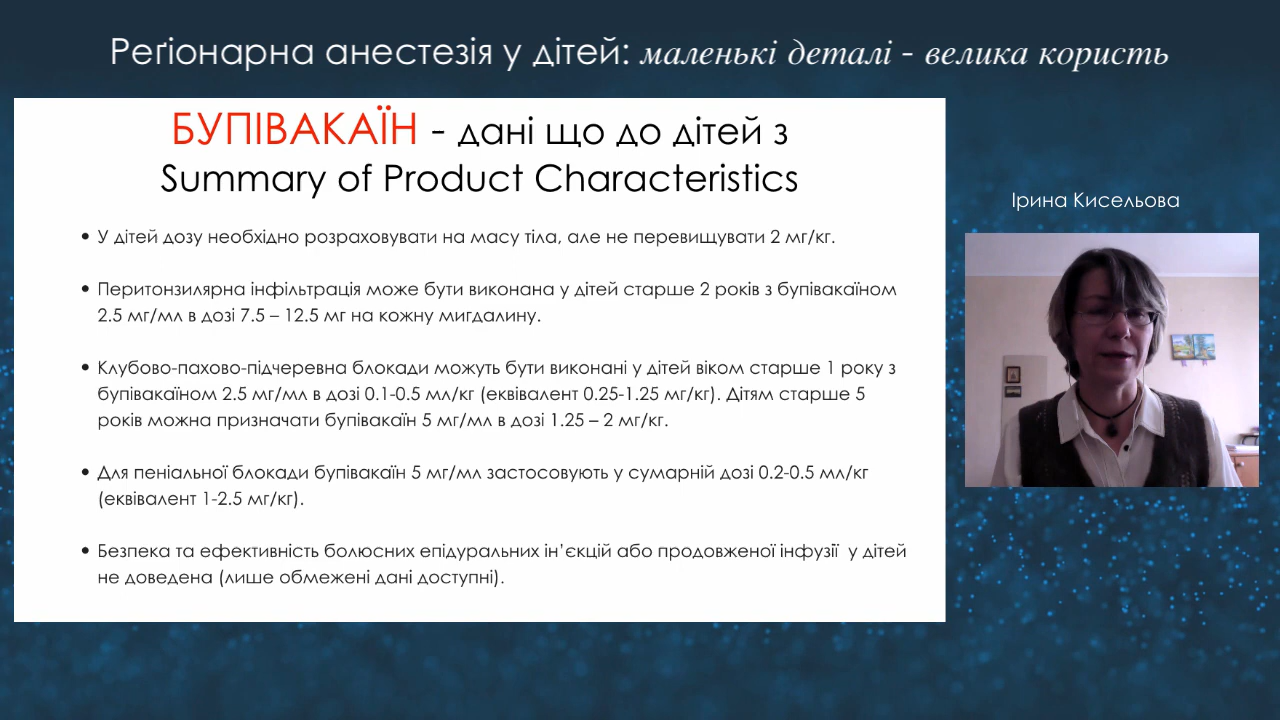 Реґіонарна анестезія у дітей: маленькі деталі - велика користь
БУПІВАКАЇН - дані що до дітей з
Summary of Product Characteristics
• У дітей дозу необхідно розраховувати на масу тіла, але не перевищувати 2 мг/кг.
• Перитонзилярна інфільтрація може бути виконана у дітей старше 2 років з бупівакаїном
2.5 мг/мл в дозі 7.5 – 12.5 мг на кожну мигдалину.
• Клубово-пахово-підчеревна блокади можуть бути виконані у дітей віком старше 1 року з
бупівакаїном 2.5 мг/мл в дозі 0.1-0.5 мл/кг (еквівалент 0.25-1.25 мг/кг). Дітям старше 5
років можна призначати бупівакаїн 5 мг/мл в дозі 1.25 – 2 мг/кг.
• Для пеніальної блокади бупівакаїн 5 мг/мл застосовують у сумарній дозі 0.2-0.5 мл/кг
(еквівалент 1-2.5 мг/кг).
• Безпека та ефективність болюсних епідуральних ін’єкцій або продовженої інфузії у дітей
не доведена (лише обмежені дані доступні).
Ірина Кисельова